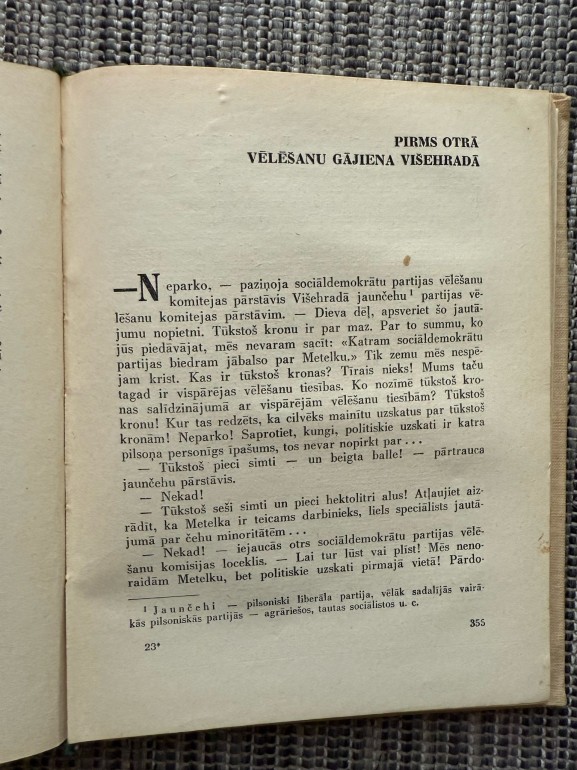 PIRMS OTRĀ
VĒLĒŠANU GĀJIENA VIŠEHRADĀ
—Neparko, — paziņoja sociāldemokrātu partijas vēlēšanu
komitejas pārstāvis Višehradā jaunčehu¹ partijas vē-
lēšanu komitejas pārstāvim. — Dieva dēļ, apsveriet šo jautā-
jumu nopietni. Tūkstoš kronu ir par maz. Par to summu, ko
jūs piedāvājat, mēs nevaram sacīt: «Katram sociāldemokrātu
partijas biedram jābalso par Metelku.» Tik zemu mēs nespē-
jam krist. Kas ir tūkstoš kronas? Tīrais nieks! Mums taču
tagad ir vispārējas vēlēšanu tiesības. Ko nozīmē tūkstoš kro-
nas salīdzinājumā ar vispārējām vēlēšanu tiesībām? Tūkstoš
kronu! Kur tas redzēts, ka cilvēks mainītu uzskatus par tūkstoš
kronām! Neparko! Saprotiet, kungi, politiskie uzskati ir katra
pilsoņa personīgs īpašums, tos nevar nopirkt par...
— Tūkstoš pieci simti — un beigta balle! — pārtrauca
jaunčehu pārstāvis.
— Nekad!
— Tūkstoš seši simti un pieci hektolitri alus! Atļaujiet aiz-
rādīt, ka Metelka ir teicams darbinieks, liels speciālists jautā-
jumā par čehu minoritātēm...
— Nekad! — iejaucās otrs sociāldemokrātu partijas vēlē-
šanu komisijas loceklis. — Lai tur lūst vai plīst! Mēs neno-
raidām Metelku, bet politiskie uzskati pirmajā vietā! Pārdo-
¹ Jaunčehi — pilsoniski liberāla partija, vēlāk sadalījās vairā-
kās pilsoniskās partijās — agrāriešos, tautas sociālistos u. c.
355
23*